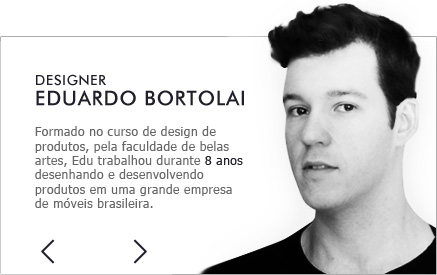 DESIGNER
EDUARDO BORTOLAI
Formado no curso de design de
produtos, pela faculdade de belas
artes, Edu trabalhou durante 8 anos
desenhando e desenvolvendo
produtos em uma grande empresa
de móveis brasileira.